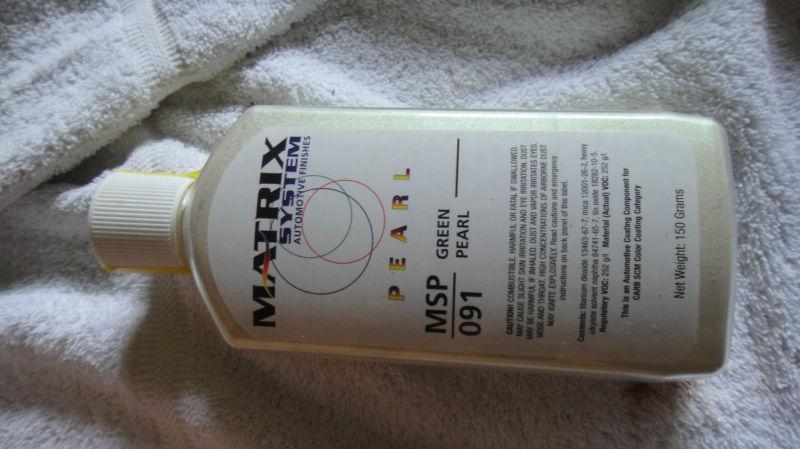 MATRIX
SYSTEM
AUTOMOTIVE FINISHES
PEARL
MSP GREEN
091 PEARL
CAUTION! COMBUSTIBLE. HARMFUL OR FATAL IF SWALLOWED.
MAY CAUSE SLIGHT SKIN IRRITATION AND EYE IRRITATION. DUST
MAY BE HARMFUL IF INHALED. DUST AND VAPOR IRRITATES EYES,
NOSE AND THROAT. HIGH CONCENTRATIONS OF AIRBORNE DUST
MAY IGNITE EXPLOSIVELY. Read cautions and emergency
instructions on back panel of this label.
Contents: titanium dioxide 13463-67-7, mica 12001-26-2, heavy
alkylate solvent naphtha 64741-65-7, tin oxide 18282-10-5.
Regulatory VOC: 252 g/l Material (Actual) VOC: 252 g/l
This is an Automotive Coating Component for
CARB SCM Color Coating Category
Net Weight: 150 Grams